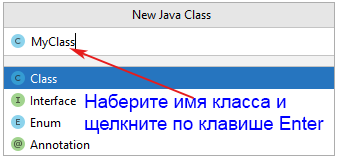 New Java Class
C MyClass
C Class
I Interface
E Enum
@ Annotation
Наберите имя класса и
щелкните по клавише Enter